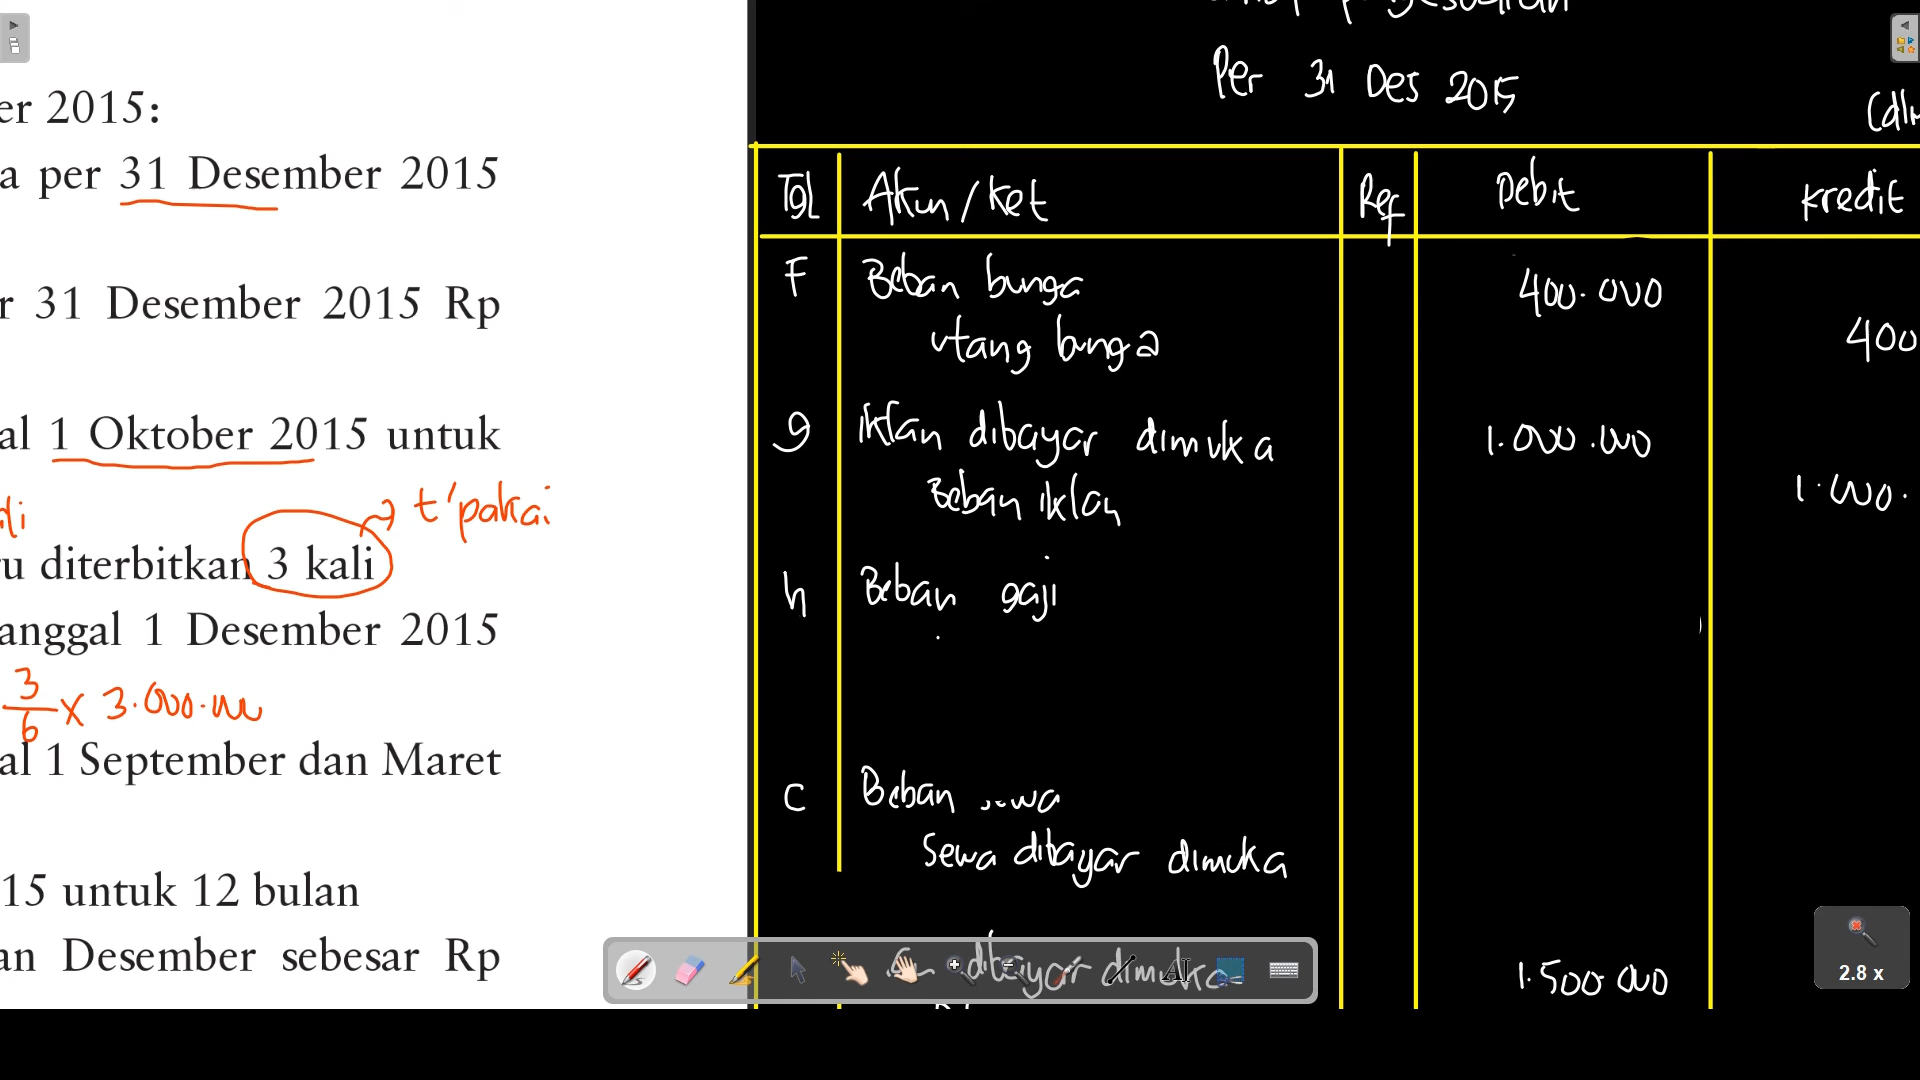 er 2015:
a per 31 Desember 2015
r 31 Desember 2015 Rp
al 1 Oktober 2015 untuk
t'pakai
u diterbitkan 3 kali
anggal 1 Desember 2015
3/6 x 3.000.000
al 1 September dan Maret
15 untuk 12 bulan
an Desember sebesar Rp
Per 31 Des 2015
(dlm
Tgl Akun/ket Ref Debit Kredit
F Beban bunga 400.000
utang bunga 400
g iklan dibayar dimuka 1.000.000
Beban iklan 1.000.
h Beban gaji
c Beban sewa
Sewa dibayar dimuka
dibayar dimuka 1.500 000
2.8 x